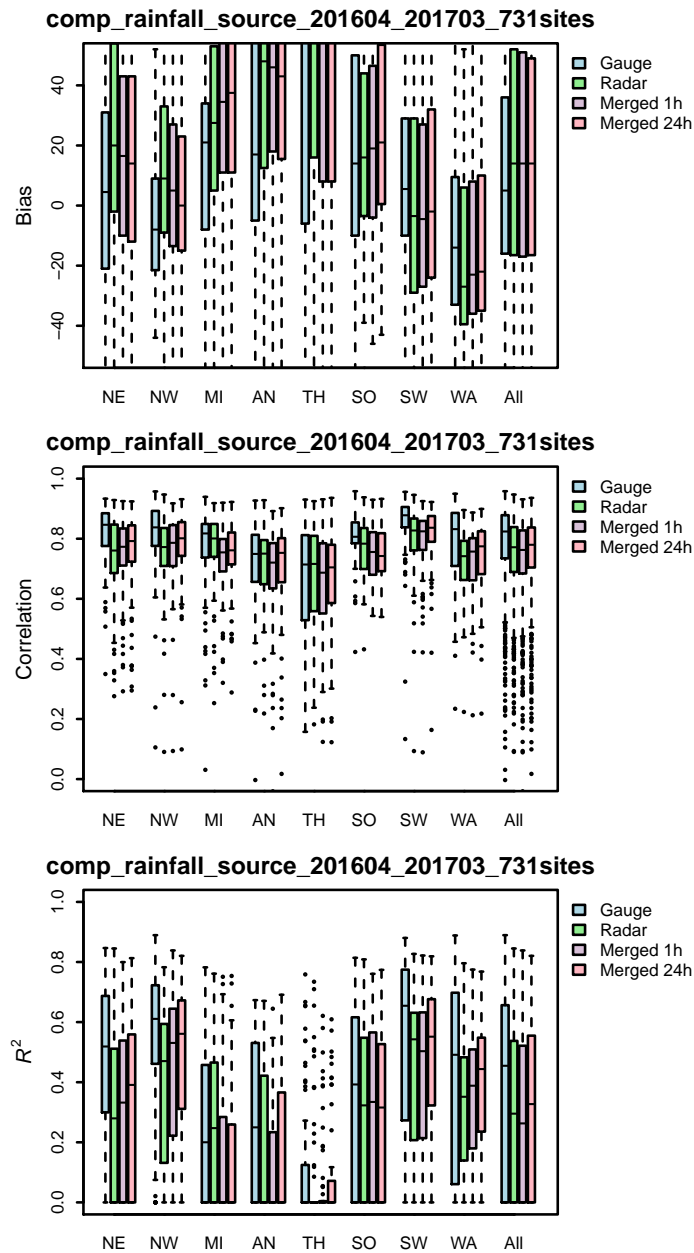 comp_rainfall_source_201604_201703_731sites
Gauge
Radar
Merged 1h
Merged 24h
Bias
40
20
0
−20
−40
NE NW MI AN TH SO SW WA All
comp_rainfall_source_201604_201703_731sites
Gauge
Radar
Merged 1h
Merged 24h
Correlation
1.0
0.8
0.6
0.4
0.2
0.0
NE NW MI AN TH SO SW WA All
comp_rainfall_source_201604_201703_731sites
Gauge
Radar
Merged 1h
Merged 24h
R²
1.0
0.8
0.6
0.4
0.2
0.0
NE NW MI AN TH SO SW WA All